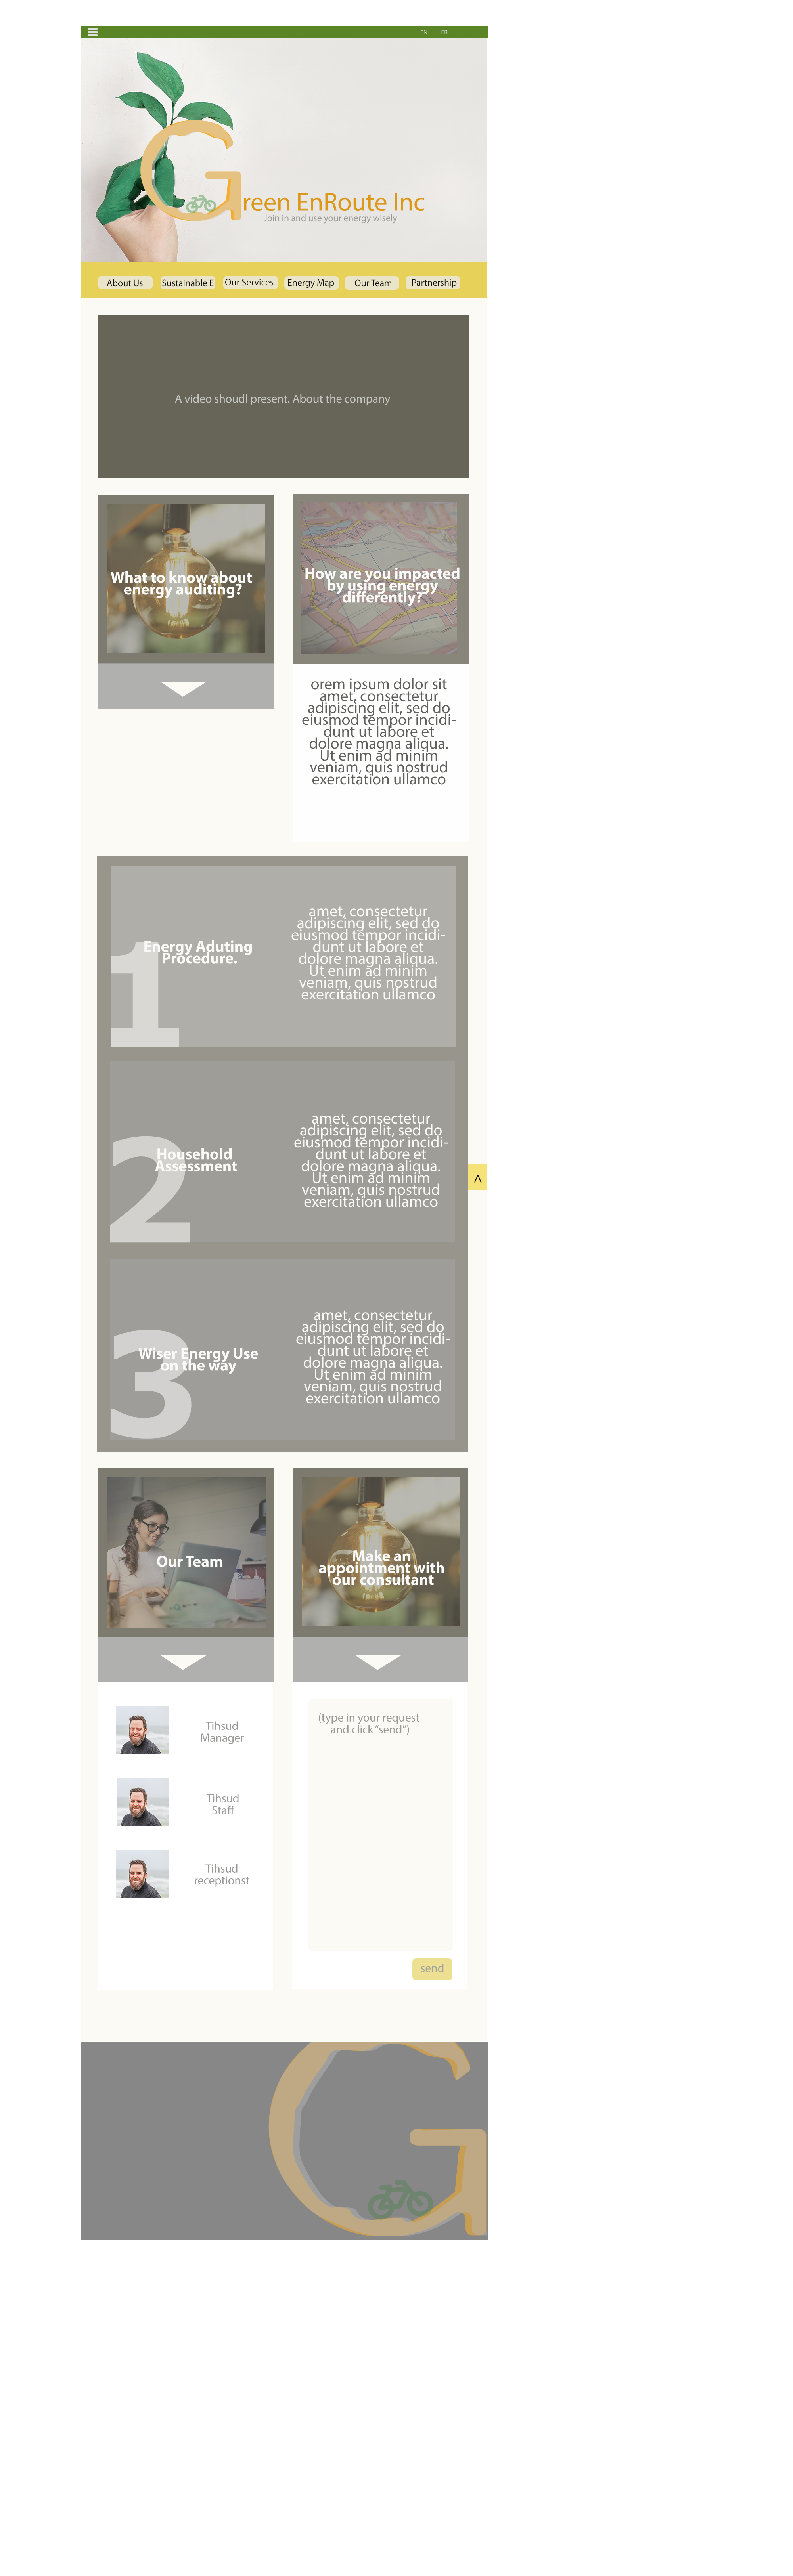 EN FR
Green EnRoute Inc
Join in and use your energy wisely
About Us
Sustainable E
Our Services
Energy Map
Our Team
Partnership
A video shoudl present. About the company
What to know about
energy auditing?
How are you impacted
by using energy
differently?
orem ipsum dolor sit
amet, consectetur
adipiscing elit, sed do
eiusmod tempor incidi-
dunt ut labore et
dolore magna aliqua.
Ut enim ad minim
veniam, quis nostrud
exercitation ullamco
1
Energy Aduting
Procedure.
amet, consectetur
adipiscing elit, sed do
eiusmod tempor incidi-
dunt ut labore et
dolore magna aliqua.
Ut enim ad minim
veniam, quis nostrud
exercitation ullamco
2
Household
Assessment
amet, consectetur
adipiscing elit, sed do
eiusmod tempor incidi-
dunt ut labore et
dolore magna aliqua.
Ut enim ad minim
veniam, quis nostrud
exercitation ullamco
<
3
Wiser Energy Use
on the way
amet, consectetur
adipiscing elit, sed do
eiusmod tempor incidi-
dunt ut labore et
dolore magna aliqua.
Ut enim ad minim
veniam, quis nostrud
exercitation ullamco
Our Team
Make an
appointment with
our consultant
Tihsud
Manager
Tihsud
Staff
Tihsud
receptionst
(type in your request
and click “send”)
send
G